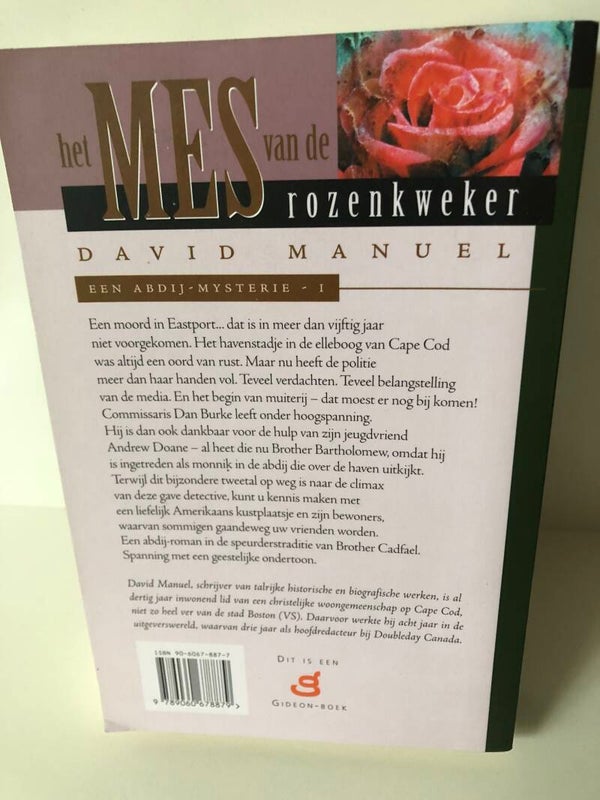 het MES van de
rozenkweker
DAVID MANUEL
EEN ABDIJ-MYSTERIE - I
Een moord in Eastport... dat is in meer dan vijftig jaar
niet voorgekomen. Het havenstadje in de elleboog van Cape Cod
was altijd een oord van rust. Maar nu heeft de politie
meer dan haar handen vol. Teveel verdachten. Teveel belangstelling
van de media. En het begin van muiterij – dat moest er nog bij komen!
Commissaris Dan Burke leeft onder hoogspanning.
Hij is dan ook dankbaar voor de hulp van zijn jeugdvriend
Andrew Doane – al heet die nu Brother Bartholomew, omdat hij
is ingetreden als monnik in de abdij die over de haven uitkijkt.
Terwijl dit bijzondere tweetal op weg is naar de climax
van deze gave detective, kunt u kennis maken met
een liefelijk Amerikaans kustplaatsje en zijn bewoners,
waarvan sommigen gaandeweg uw vrienden worden.
Een abdij-roman in de speurderstraditie van Brother Cadfael.
Spanning met een geestelijke ondertoon.
David Manuel, schrijver van talrijke historische en biografische werken, is al
dertig jaar inwonend lid van een christelijke woongemeenschap op Cape Cod,
niet zo heel ver van de stad Boston (VS). Daarvoor werkte hij acht jaar in de
uitgeverswereld, waarvan drie jaar als hoofdredacteur bij Doubleday Canada.
ISBN 90-6067-887-7
9 789060 678879 >
DIT IS EEN
g
GIDEON-BOEK